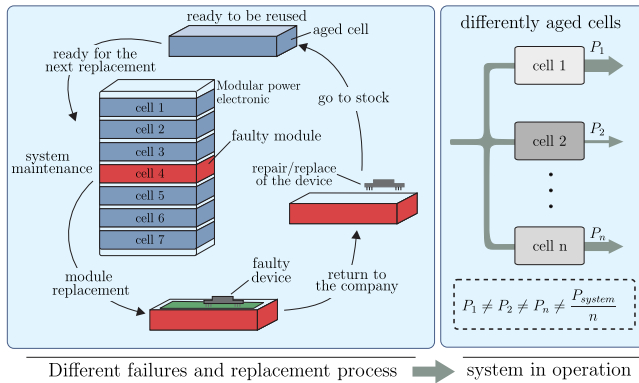 ready to be reused
aged cell
ready for the
next replacement
Modular power
electronic
cell 1
cell 2
cell 3
cell 4
cell 5
cell 6
cell 7
faulty module
system
maintenance
go to stock
repair/replace
of the device
module
replacement
faulty
device
return to
the company
differently aged cells
cell 1
P₁
cell 2
P₂
cell n
Pₙ
P₁ ≠ P₂ ≠ Pₙ ≠ P_system/n
Different failures and replacement process
system in operation